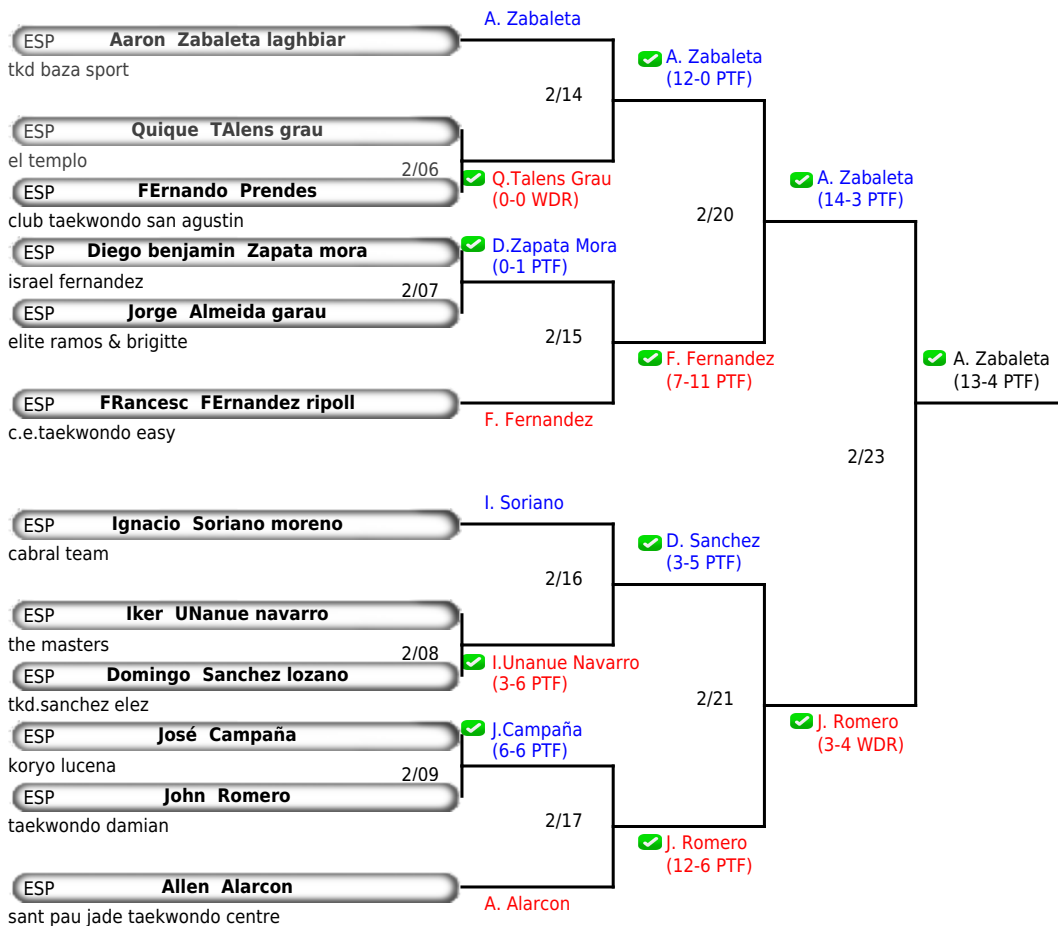 A. Zabaleta
ESP Aaron Zabaleta laghbiar
tkd baza sport
A. Zabaleta
(12-0 PTF)
2/14
ESP Quique TAlens grau
el templo
2/06
Q.Talens Grau
(0-0 WDR)
ESP FErnando Prendes
club taekwondo san agustin
A. Zabaleta
(14-3 PTF)
2/20
ESP Diego benjamin Zapata mora
israel fernandez
D.Zapata Mora
(0-1 PTF)
2/07
ESP Jorge Almeida garau
elite ramos & brigitte
2/15
F. Fernandez
(7-11 PTF)
A. Zabaleta
(13-4 PTF)
ESP FRancesc FErnandez ripoll
c.e.taekwondo easy
F. Fernandez
2/23
I. Soriano
ESP Ignacio Soriano moreno
cabral team
D. Sanchez
(3-5 PTF)
2/16
ESP Iker UNanue navarro
the masters
2/08
I.Unanue Navarro
(3-6 PTF)
ESP Domingo Sanchez lozano
tkd.sanchez elez
2/21
ESP José Campaña
koryo lucena
J.Campaña
(6-6 PTF)
J. Romero
(3-4 WDR)
2/09
ESP John Romero
taekwondo damian
2/17
J. Romero
(12-6 PTF)
ESP Allen Alarcon
sant pau jade taekwondo centre
A. Alarcon